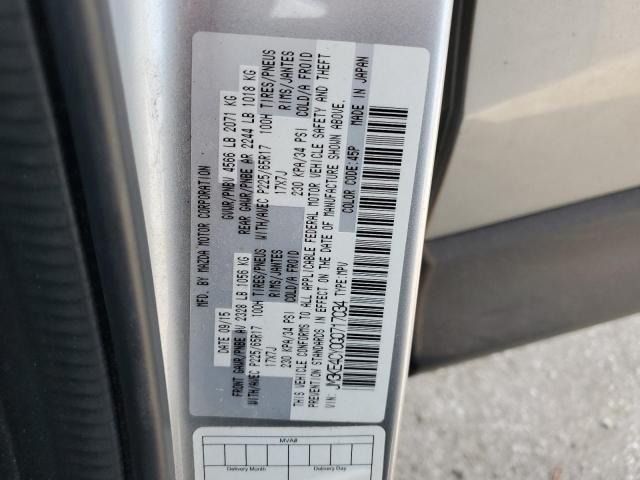 MFD. BY MAZDA MOTOR CORPORATION
DATE 09/15 GVWR/PNBV 4566 LB 2071 KG
FRONT GAWR/PNBE AV 2328 LB 1056 KG REAR GAWR/PNBE AR 2244 LB 1018 KG
WITH/AVEC P225/65R17 100H TIRES/PNEUS WITH/AVEC P225/65R17 100H TIRES/PNEUS
17X7J RIMS/JANTES 17X7J RIMS/JANTES
230 KPA/34 PSI COLD/A FROID 230 KPA/34 PSI COLD/A FROID
THIS VEHICLE CONFORMS TO ALL APPLICABLE FEDERAL MOTOR VEHICLE SAFETY AND THEFT
STANDARDS IN EFFECT ON THE DATE OF MANUFACTURE SHOWN ABOVE.
VIN: JM3KE4CY0G0717034 TYPE:MPV COLOR CODE:45P MADE IN JAPAN
MVA#
Delivery Month Delivery Day